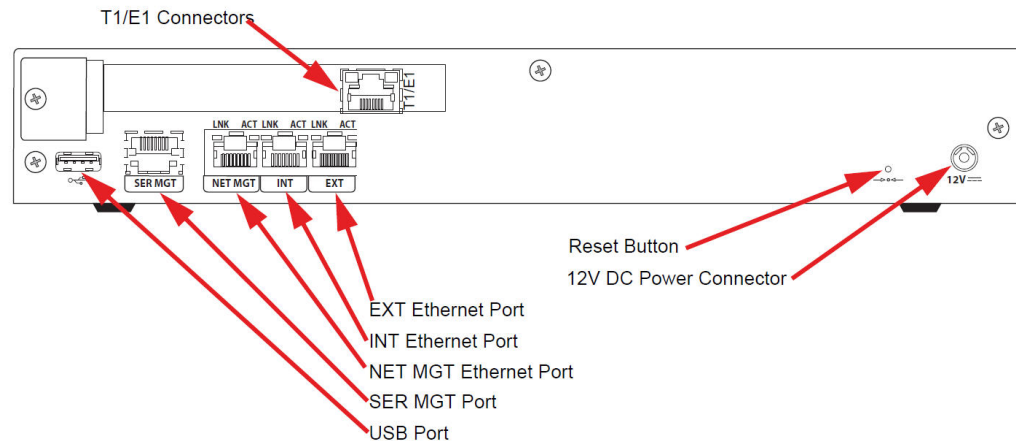 T1/E1 Connectors
T1/E1
LNK ACT LNK ACT LNK ACT
SER MGT
NET MGT
INT
EXT
12V
Reset Button
12V DC Power Connector
EXT Ethernet Port
INT Ethernet Port
NET MGT Ethernet Port
SER MGT Port
USB Port